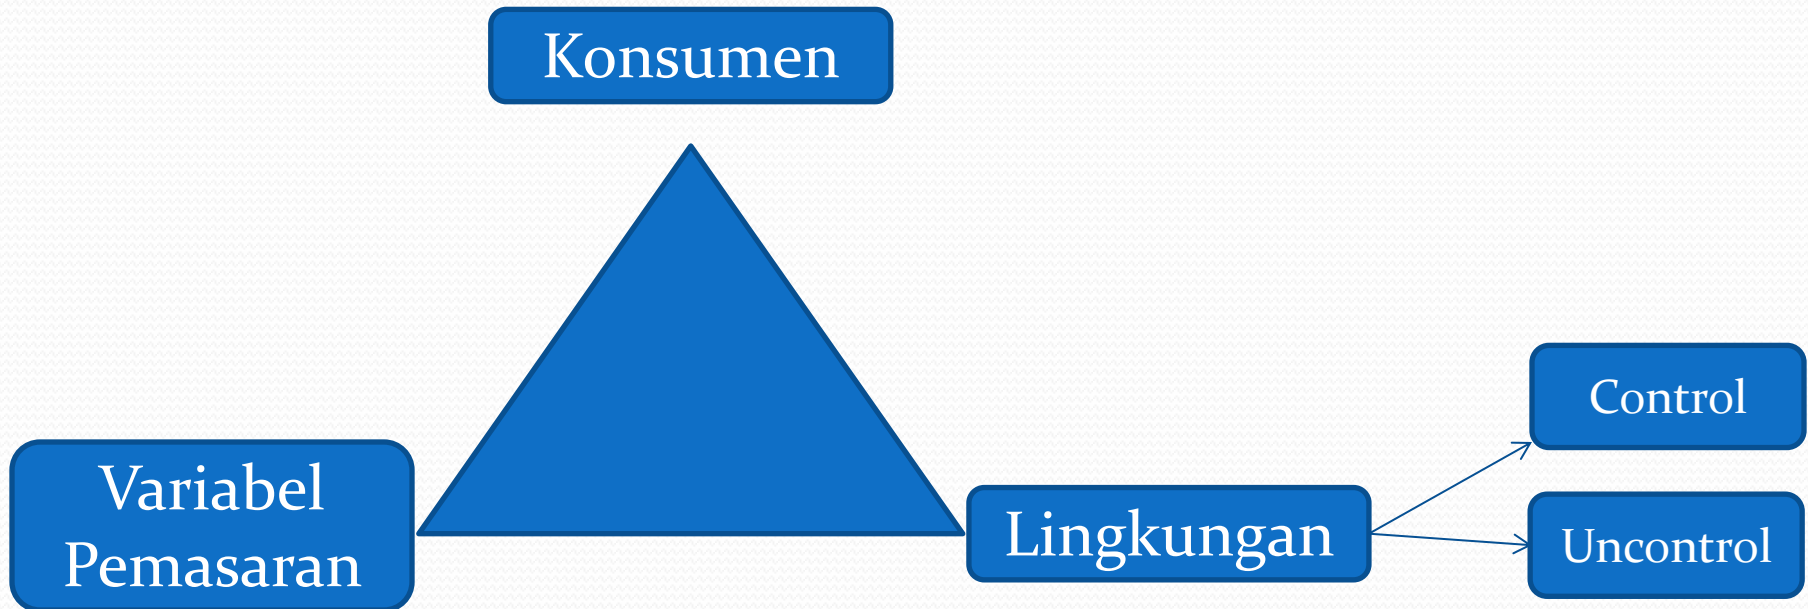 Konsumen
Variabel
Pemasaran
Lingkungan
Control
Uncontrol